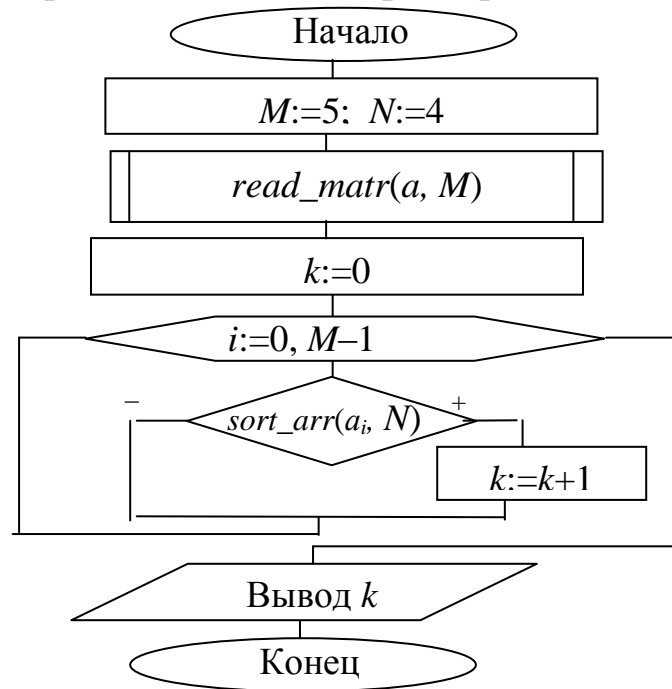 Начало
M:=5; N:=4
read_matr(a, M)
k:=0
i:=0, M–1
– sort_arr(aᵢ, N) +
k:=k+1
Вывод k
Конец